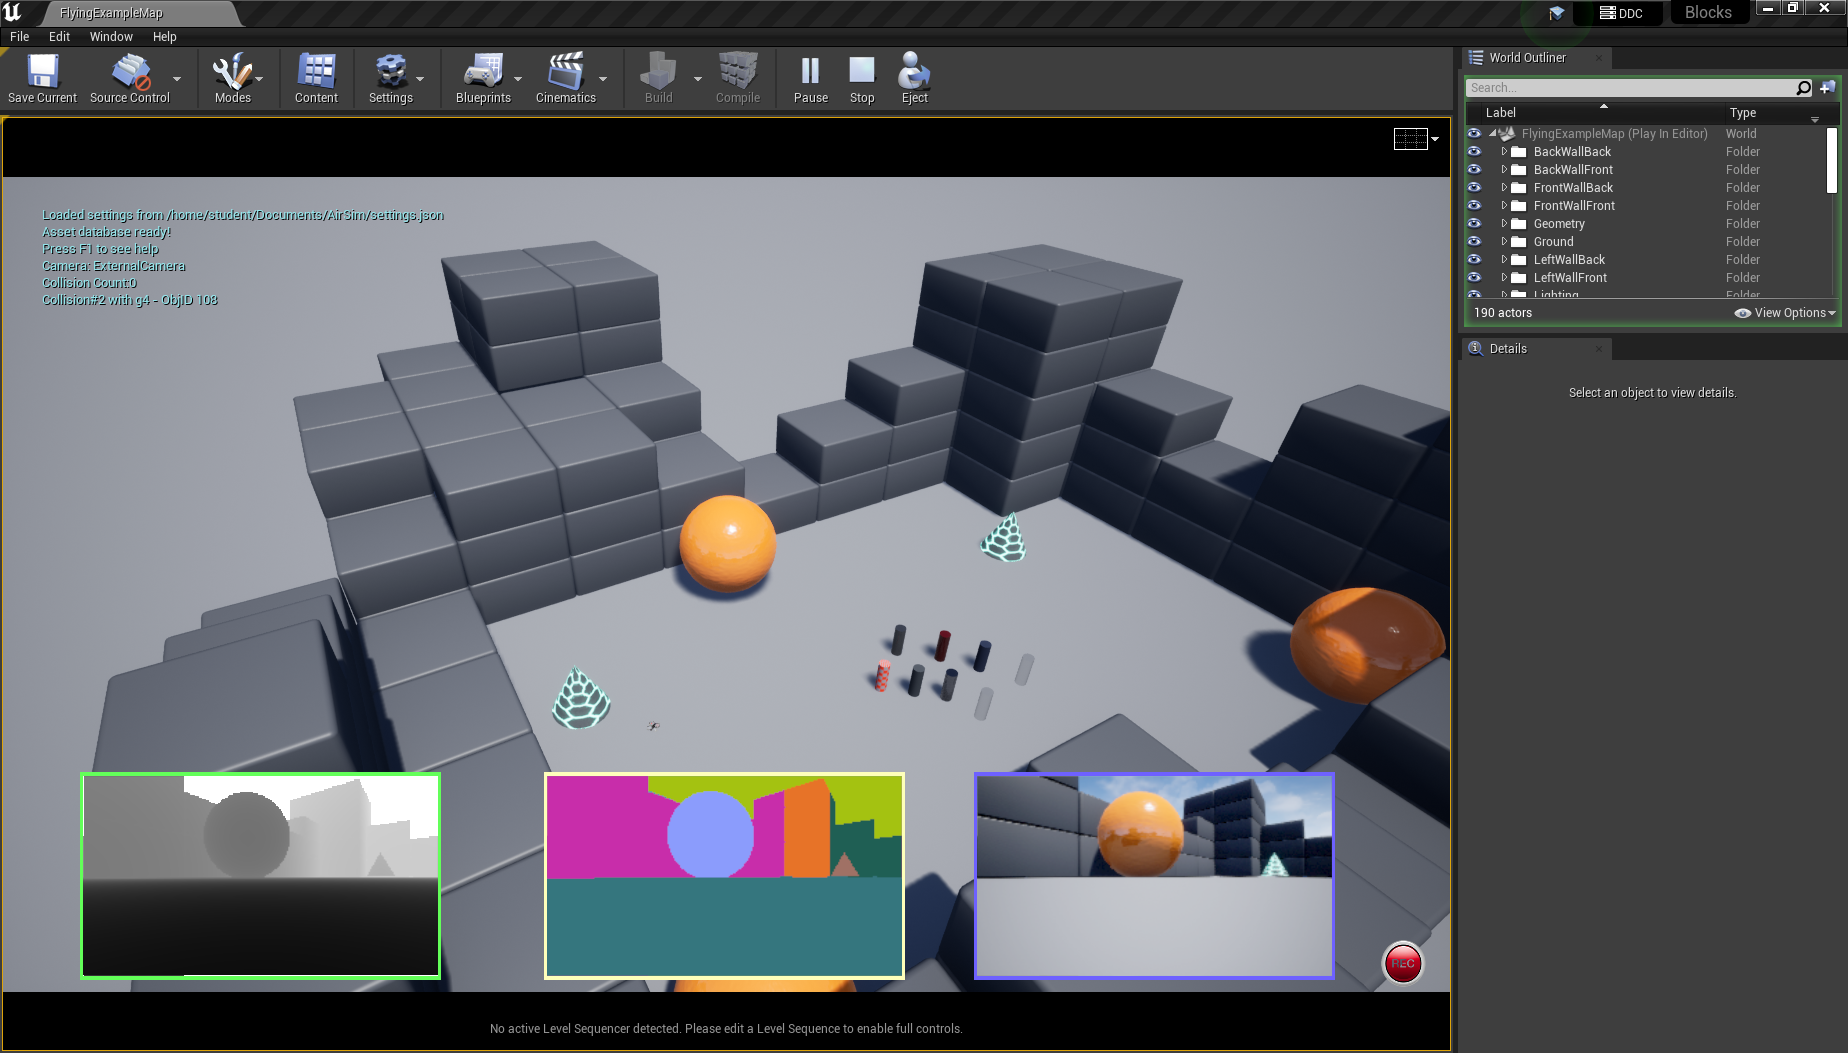 FlyingExampleMap
DDC
Blocks
File Edit Window Help
Save Current
Source Control
Modes
Content
Settings
Blueprints
Cinematics
Build
Compile
Pause
Stop
Eject
World Outliner
Search...
Label Type
FlyingExampleMap (Play In Editor) World
BackWallBack Folder
BackWallFront Folder
FrontWallBack Folder
FrontWallFront Folder
Geometry Folder
Ground Folder
LeftWallBack Folder
LeftWallFront Folder
Lighting Folder
190 actors
View Options
Details
Select an object to view details.
Loaded settings from /home/student/Documents/AirSim/settings.json
Asset database ready!
Press F1 to see help
Camera: ExternalCamera
Collision Count:0
Collision#2 with g4 - ObjID 108
REC
No active Level Sequencer detected. Please edit a Level Sequence to enable full controls.